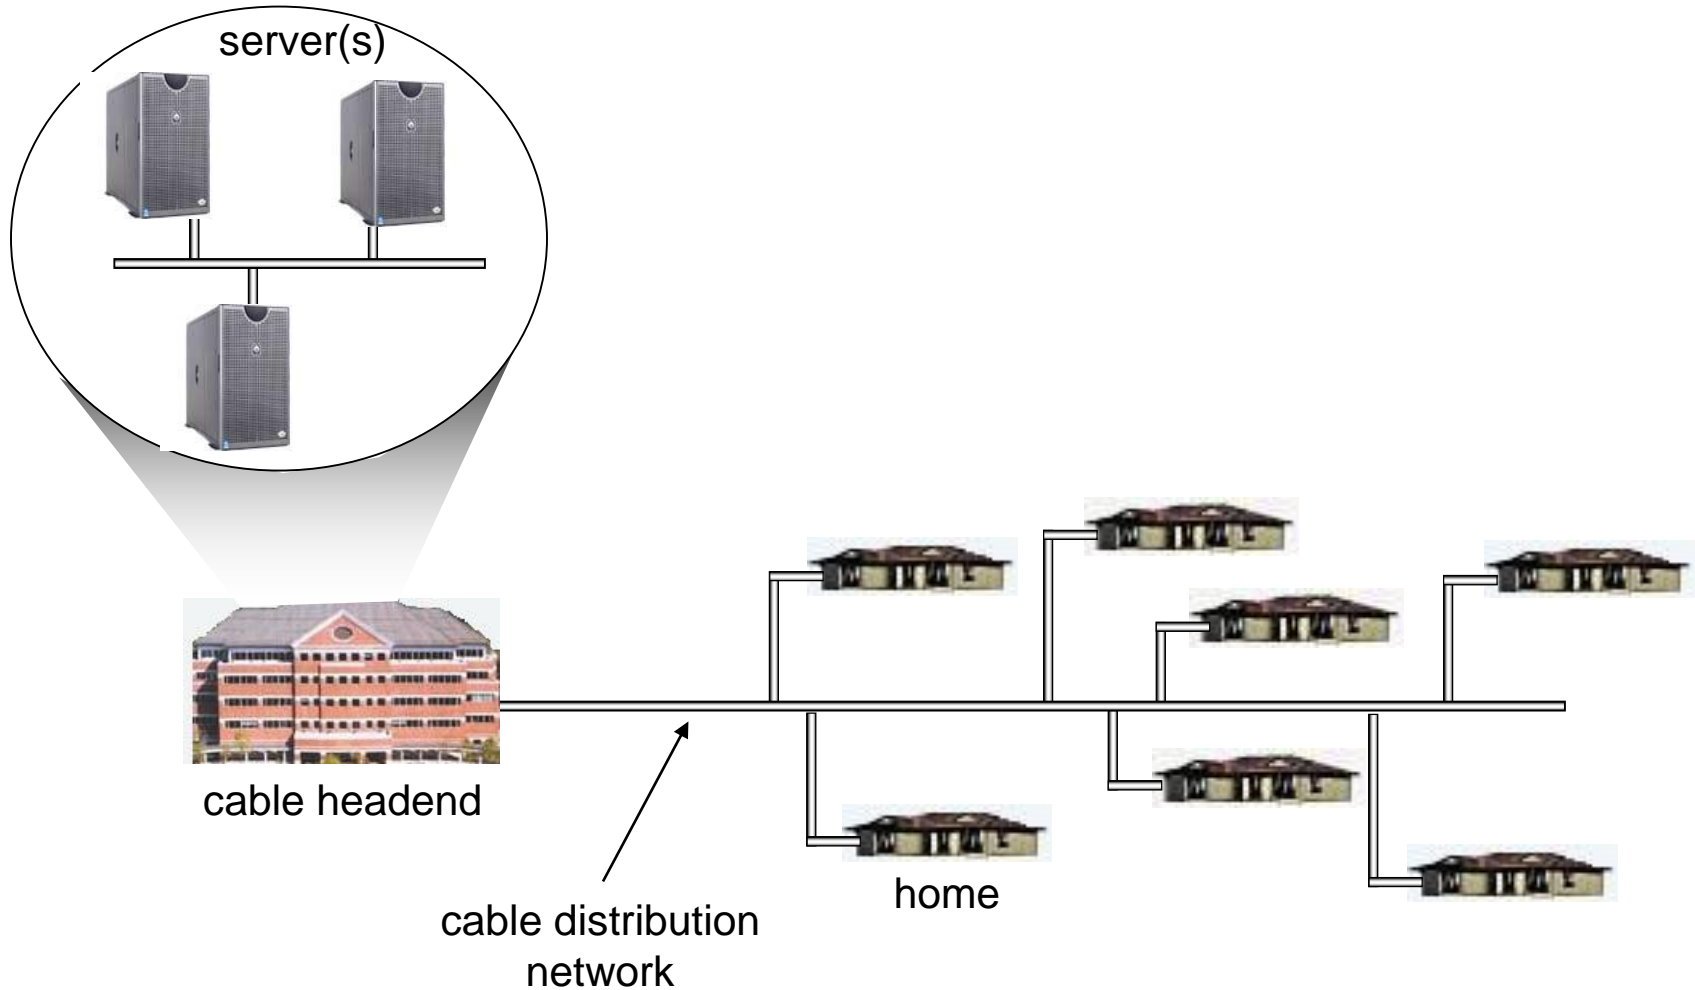 server(s)
cable headend
home
cable distribution
network